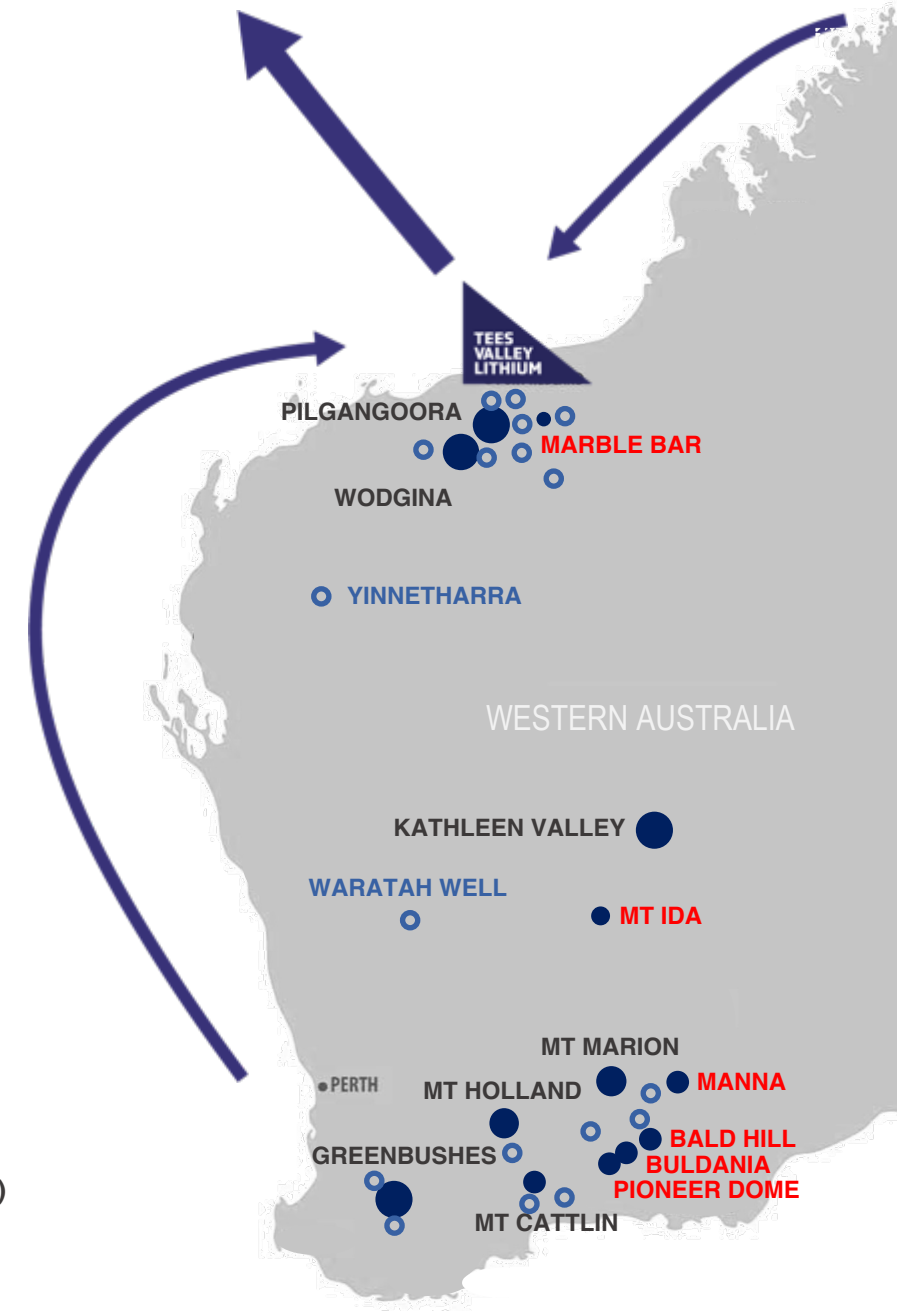 TEES
VALLEY
LITHIUM
PILGANGOORA
MARBLE BAR
WODGINA
YINNETHARRA
WESTERN AUSTRALIA
KATHLEEN VALLEY
WARATAH WELL
MT IDA
MT MARION
MANNA
PERTH
MT HOLLAND
BALD HILL
GREENBUSHES
BULDANIA
PIONEER DOME
)
MT CATTLIN